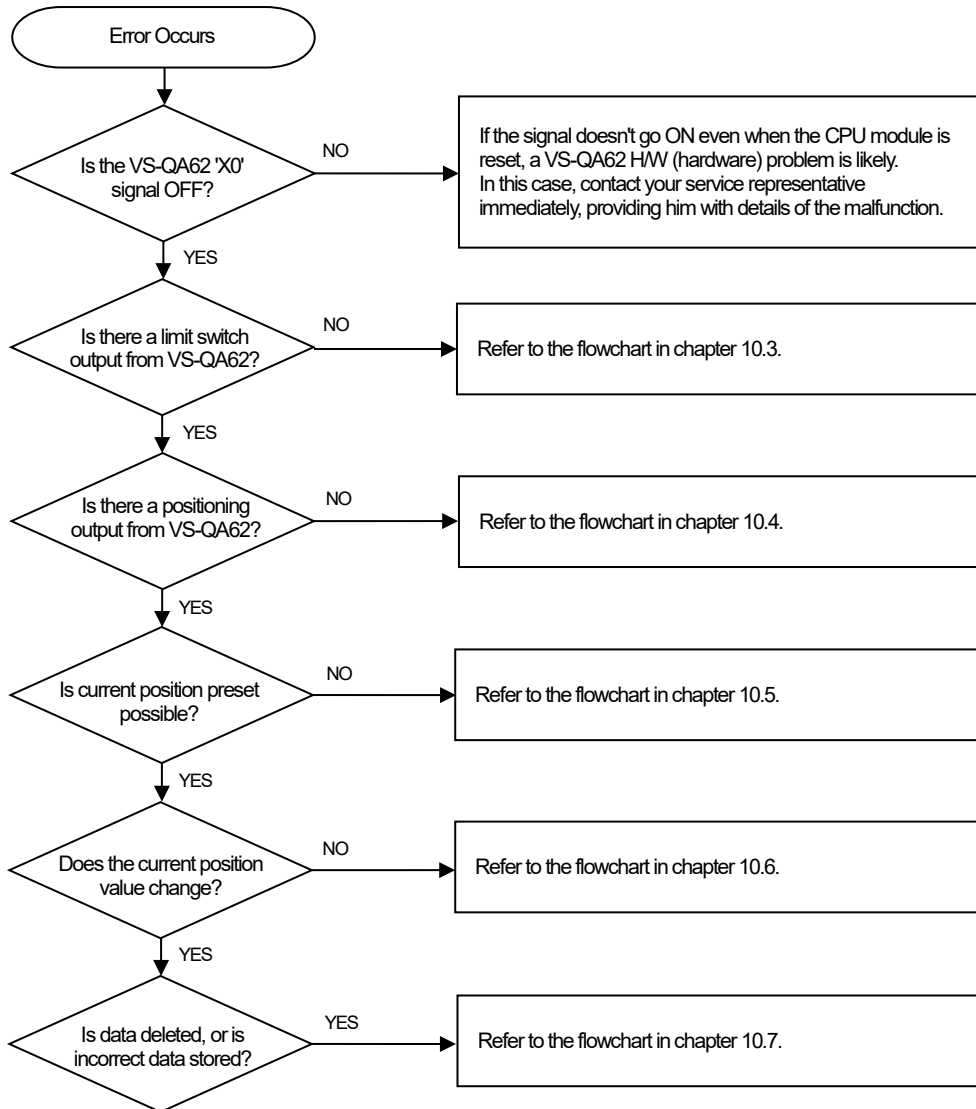 Error Occurs
Is the VS-QA62 'X0'
signal OFF?
NO
If the signal doesn't go ON even when the CPU module is
reset, a VS-QA62 H/W (hardware) problem is likely.
In this case, contact your service representative
immediately, providing him with details of the malfunction.
YES
Is there a limit switch
output from VS-QA62?
NO
Refer to the flowchart in chapter 10.3.
YES
Is there a positioning
output from VS-QA62?
NO
Refer to the flowchart in chapter 10.4.
YES
Is current position preset
possible?
NO
Refer to the flowchart in chapter 10.5.
YES
Does the current position
value change?
NO
Refer to the flowchart in chapter 10.6.
YES
Is data deleted, or is
incorrect data stored?
YES
Refer to the flowchart in chapter 10.7.